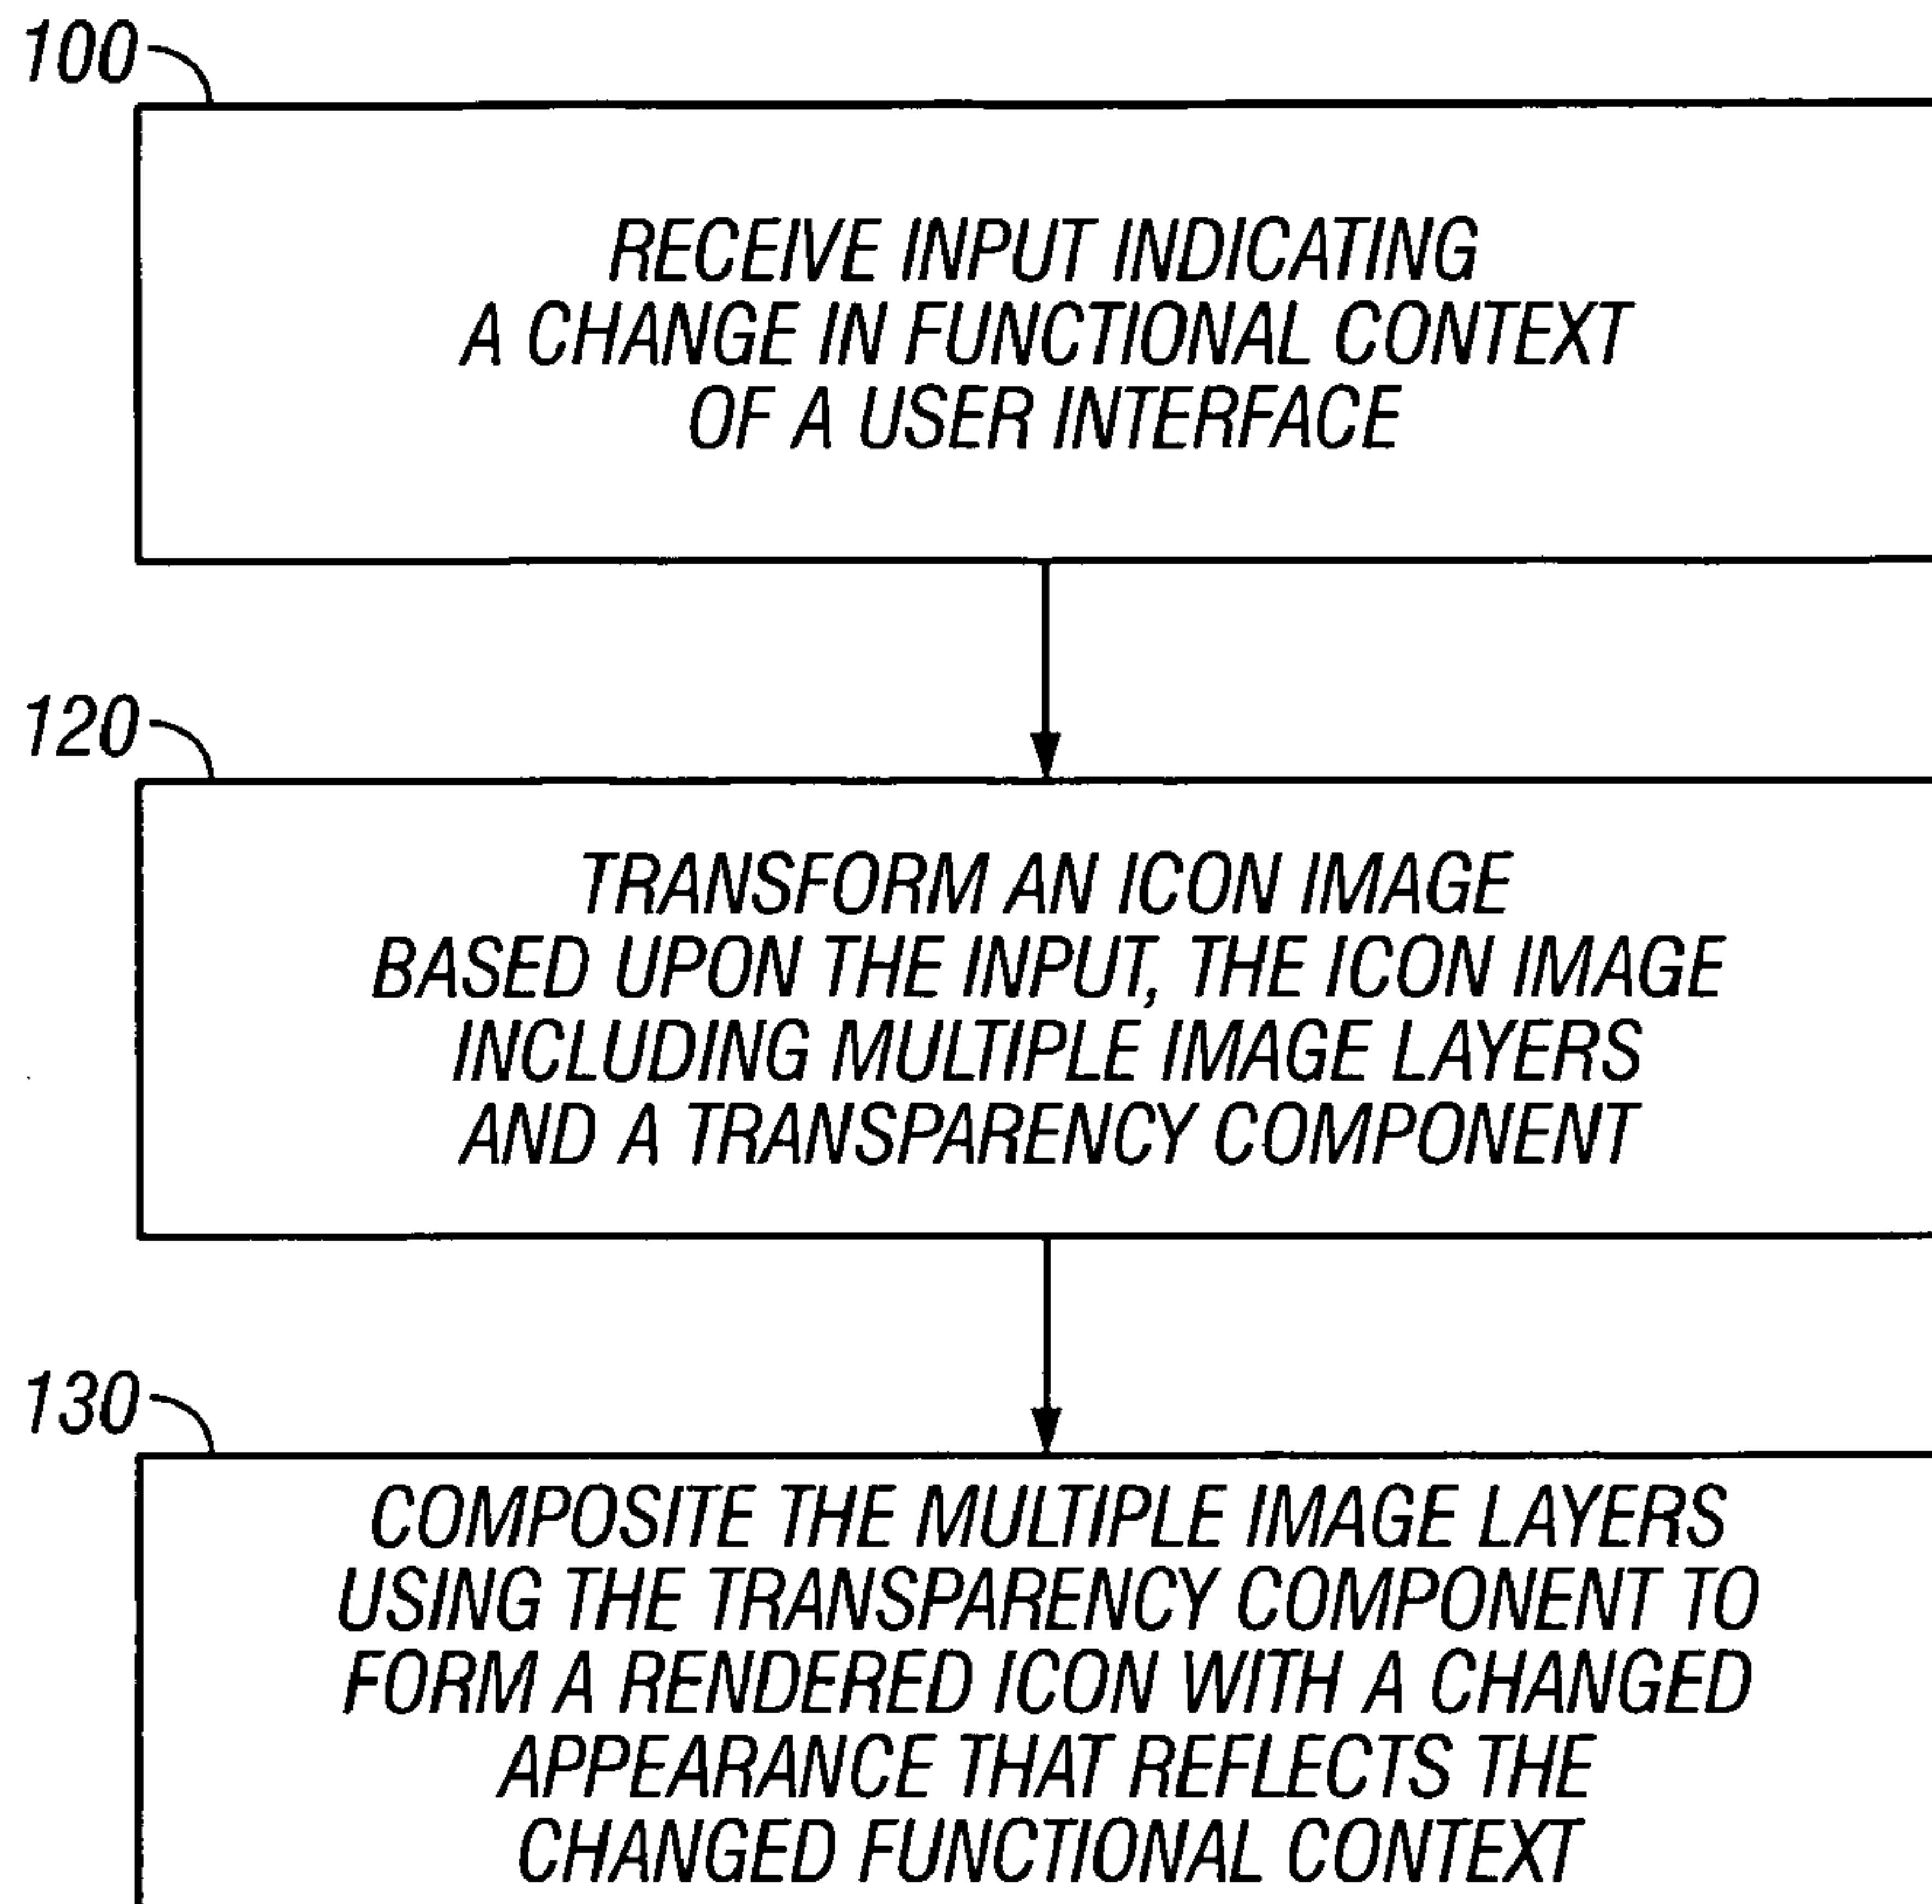 100
RECEIVE INPUT INDICATING
A CHANGE IN FUNCTIONAL CONTEXT
OF A USER INTERFACE
120
TRANSFORM AN ICON IMAGE
BASED UPON THE INPUT, THE ICON IMAGE
INCLUDING MULTIPLE IMAGE LAYERS
AND A TRANSPARENCY COMPONENT
130
COMPOSITE THE MULTIPLE IMAGE LAYERS
USING THE TRANSPARENCY COMPONENT TO
FORM A RENDERED ICON WITH A CHANGED
APPEARANCE THAT REFLECTS THE
CHANGED FUNCTIONAL CONTEXT